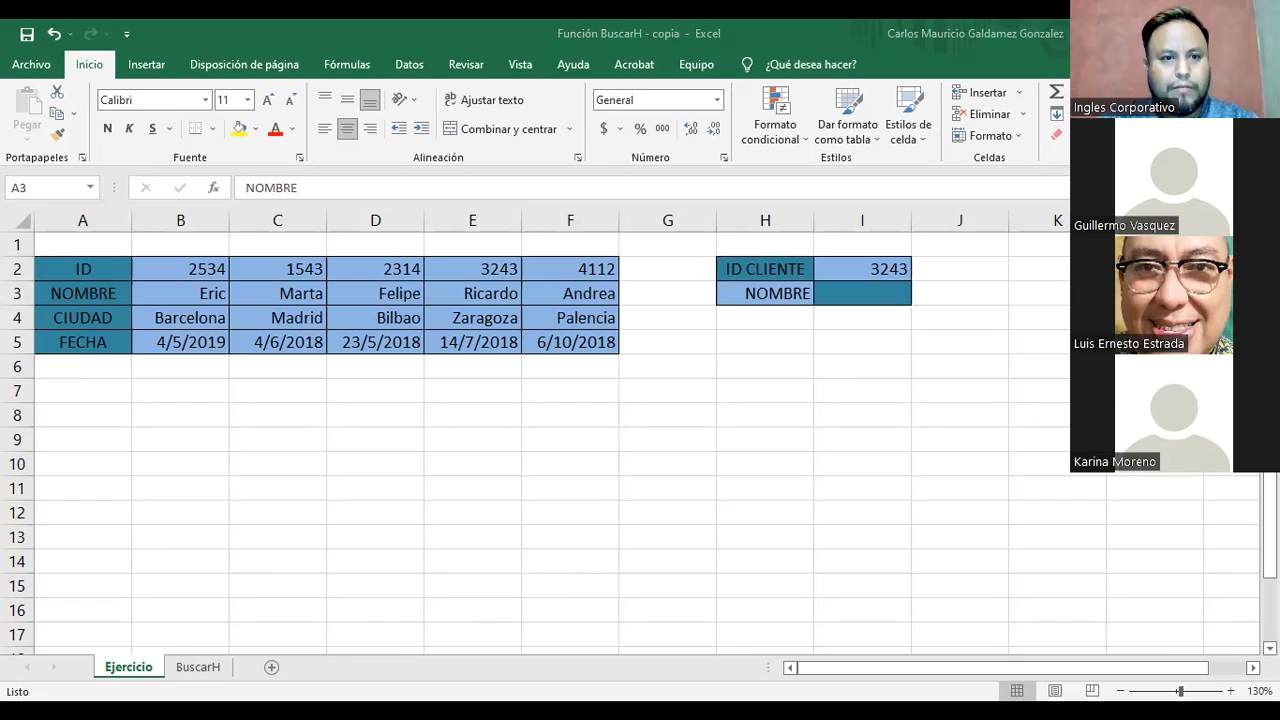 Función BuscarH - copia - Excel
Carlos Mauricio Galdamez Gonzalez
Archivo Inicio Insertar Disposición de página Fórmulas Datos Revisar Vista Ayuda Acrobat Equipo ¿Qué desea hacer?
Pegar
Calibri 11
N K S
Ajustar texto
Combinar y centrar
General
$ % 000
Formato condicional
Dar formato como tabla
Estilos de celda
Insertar
Eliminar
Formato
Portapapeles Fuente Alineación Número Estilos Celdas
A3 fx NOMBRE
A B C D E F G H I J K
1
2 ID 2534 1543 2314 3243 4112 ID CLIENTE 3243
3 NOMBRE Eric Marta Felipe Ricardo Andrea NOMBRE
4 CIUDAD Barcelona Madrid Bilbao Zaragoza Palencia
5 FECHA 4/5/2019 4/6/2018 23/5/2018 14/7/2018 6/10/2018
6
7
8
9
10
11
12
13
14
15
16
17
Ejercicio BuscarH
Listo
130%
Ingles Corporativo
Guillermo Vasquez
Luis Ernesto Estrada
Karina Moreno